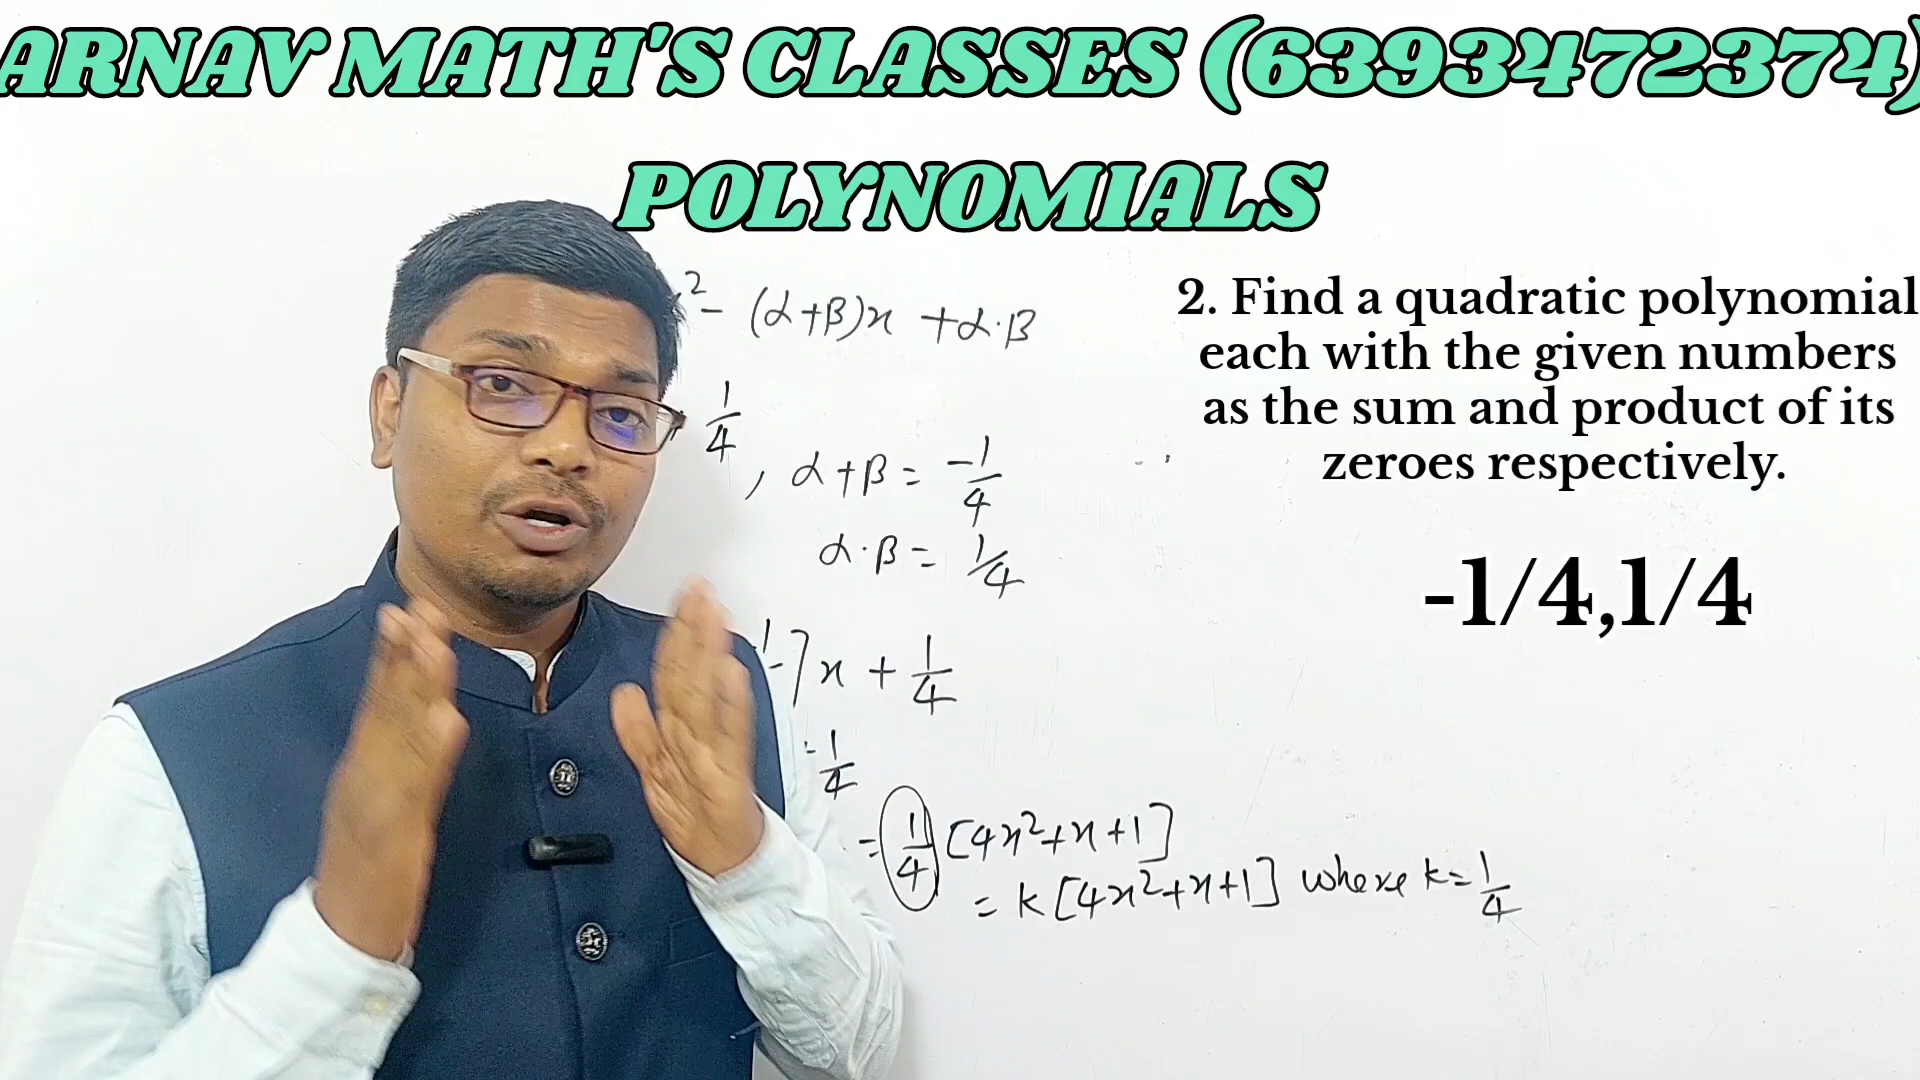 ARNAV MATH'S CLASSES (6393472374)
POLYNOMIALS
2. Find a quadratic polynomial
each with the given numbers
as the sum and product of its
zeroes respectively.
-1/4,1/4
x² - (α+β)x + α·β
1/4, α+β = -1/4
α·β = 1/4
]x + 1/4
1/4
= 1/4 [4x²+x+1]
= k [4x²+x+1] where k = 1/4